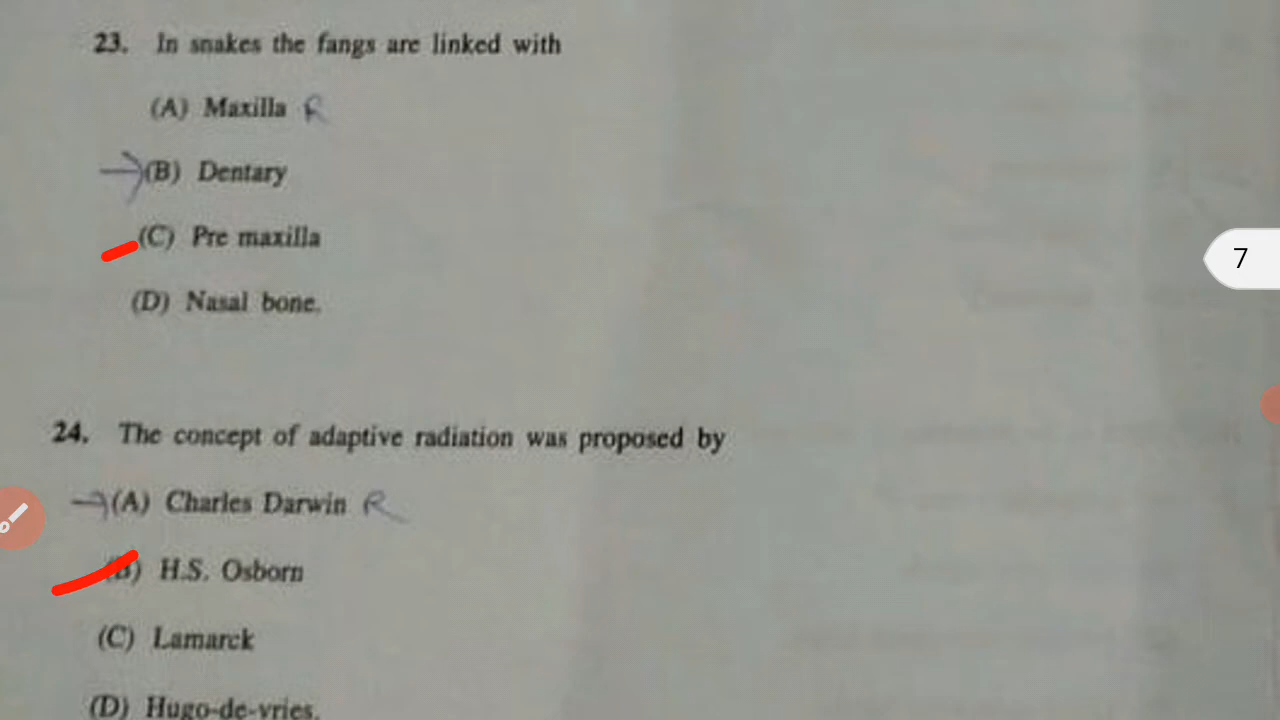 23. In snakes the fangs are linked with
(A) Maxilla R
(B) Dentary
(C) Pre maxilla
(D) Nasal bone.
7
24. The concept of adaptive radiation was proposed by
(A) Charles Darwin R
(B) H.S. Osborn
(C) Lamarck
(D) Hugo-de-vries.